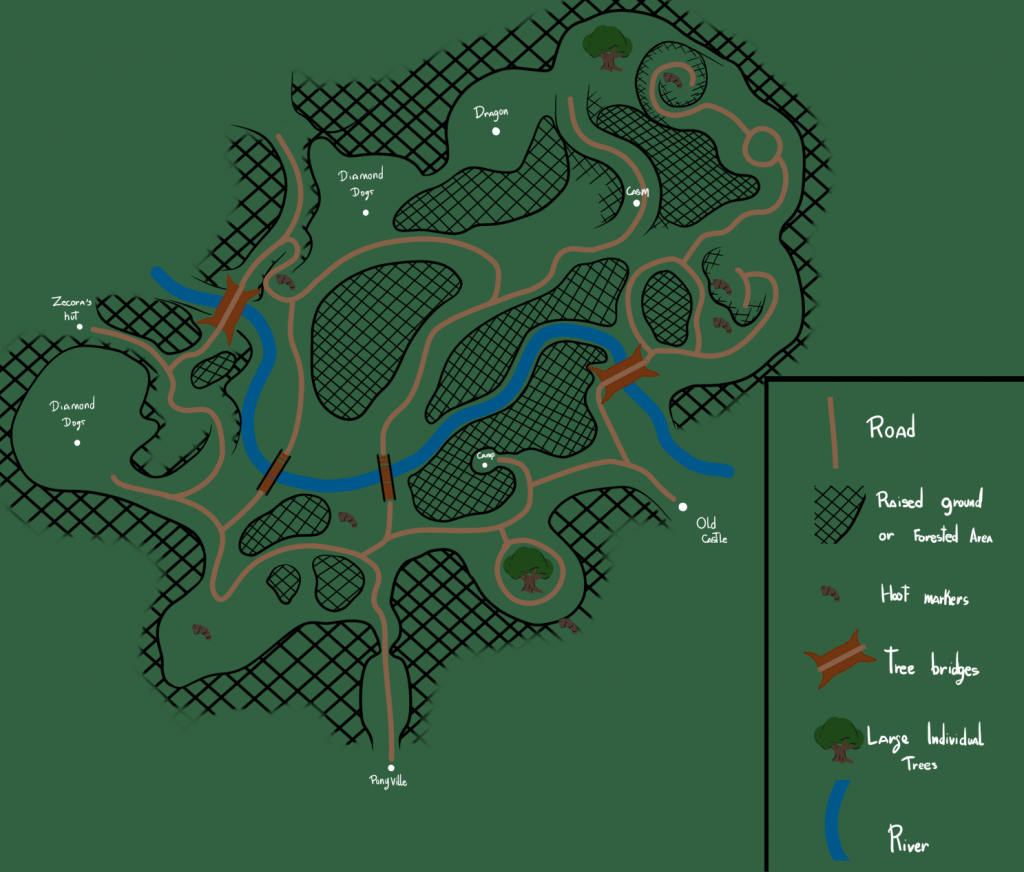 Dragon
Diamond
Dogs
Casm
Zecora's
hut
Diamond
Dogs
Camp
Old
Castle
Ponyville
Road
Raised ground
or Forested Area
Hoof markers
Tree bridges
Large Individual
Trees
River